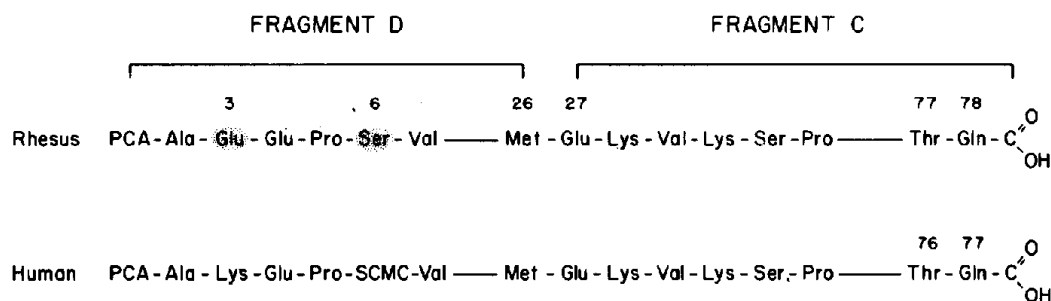 FRAGMENT D FRAGMENT C
3 6 26 27 77 78
Rhesus PCA-Ala-Glu-Glu-Pro-Ser-Val Met-Glu-Lys-Val-Lys-Ser-Pro Thr-Gln-C
O
OH
76 77
Human PCA-Ala-Lys-Glu-Pro-SCMC-Val Met-Glu-Lys-Val-Lys-Ser-Pro Thr-Gln-C
O
OH